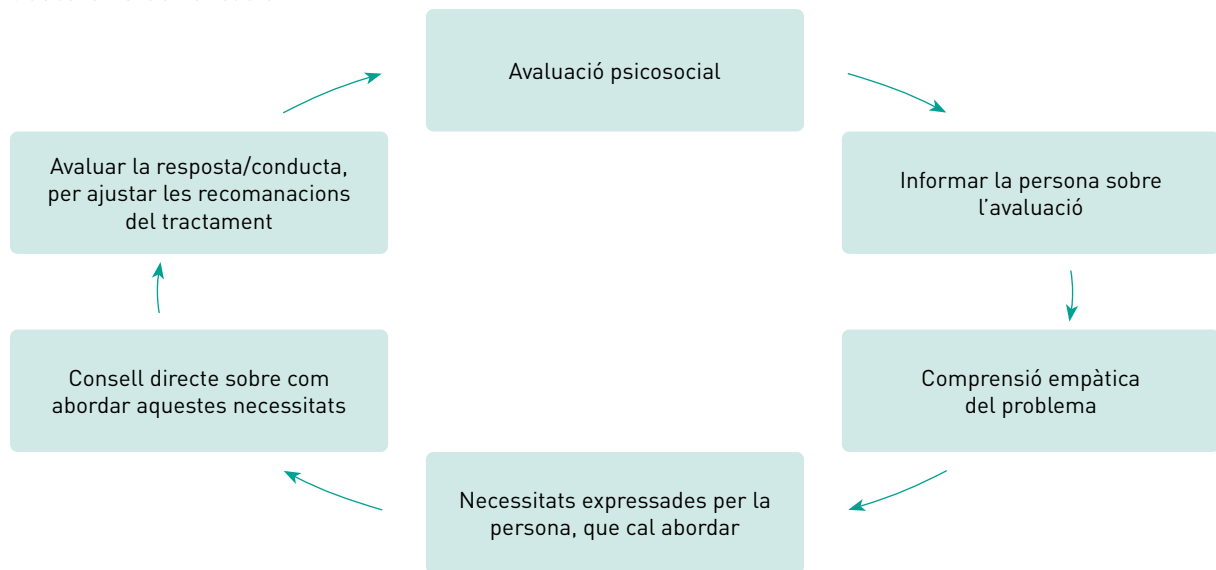 Avaluació psicosocial
Informar la persona sobre
l'avaluació
Comprensió empàtica
del problema
Necessitats expressades per la
persona, que cal abordar
Consell directe sobre com
abordar aquestes necessitats
Avaluar la resposta/conducta,
per ajustar les recomanacions
del tractament